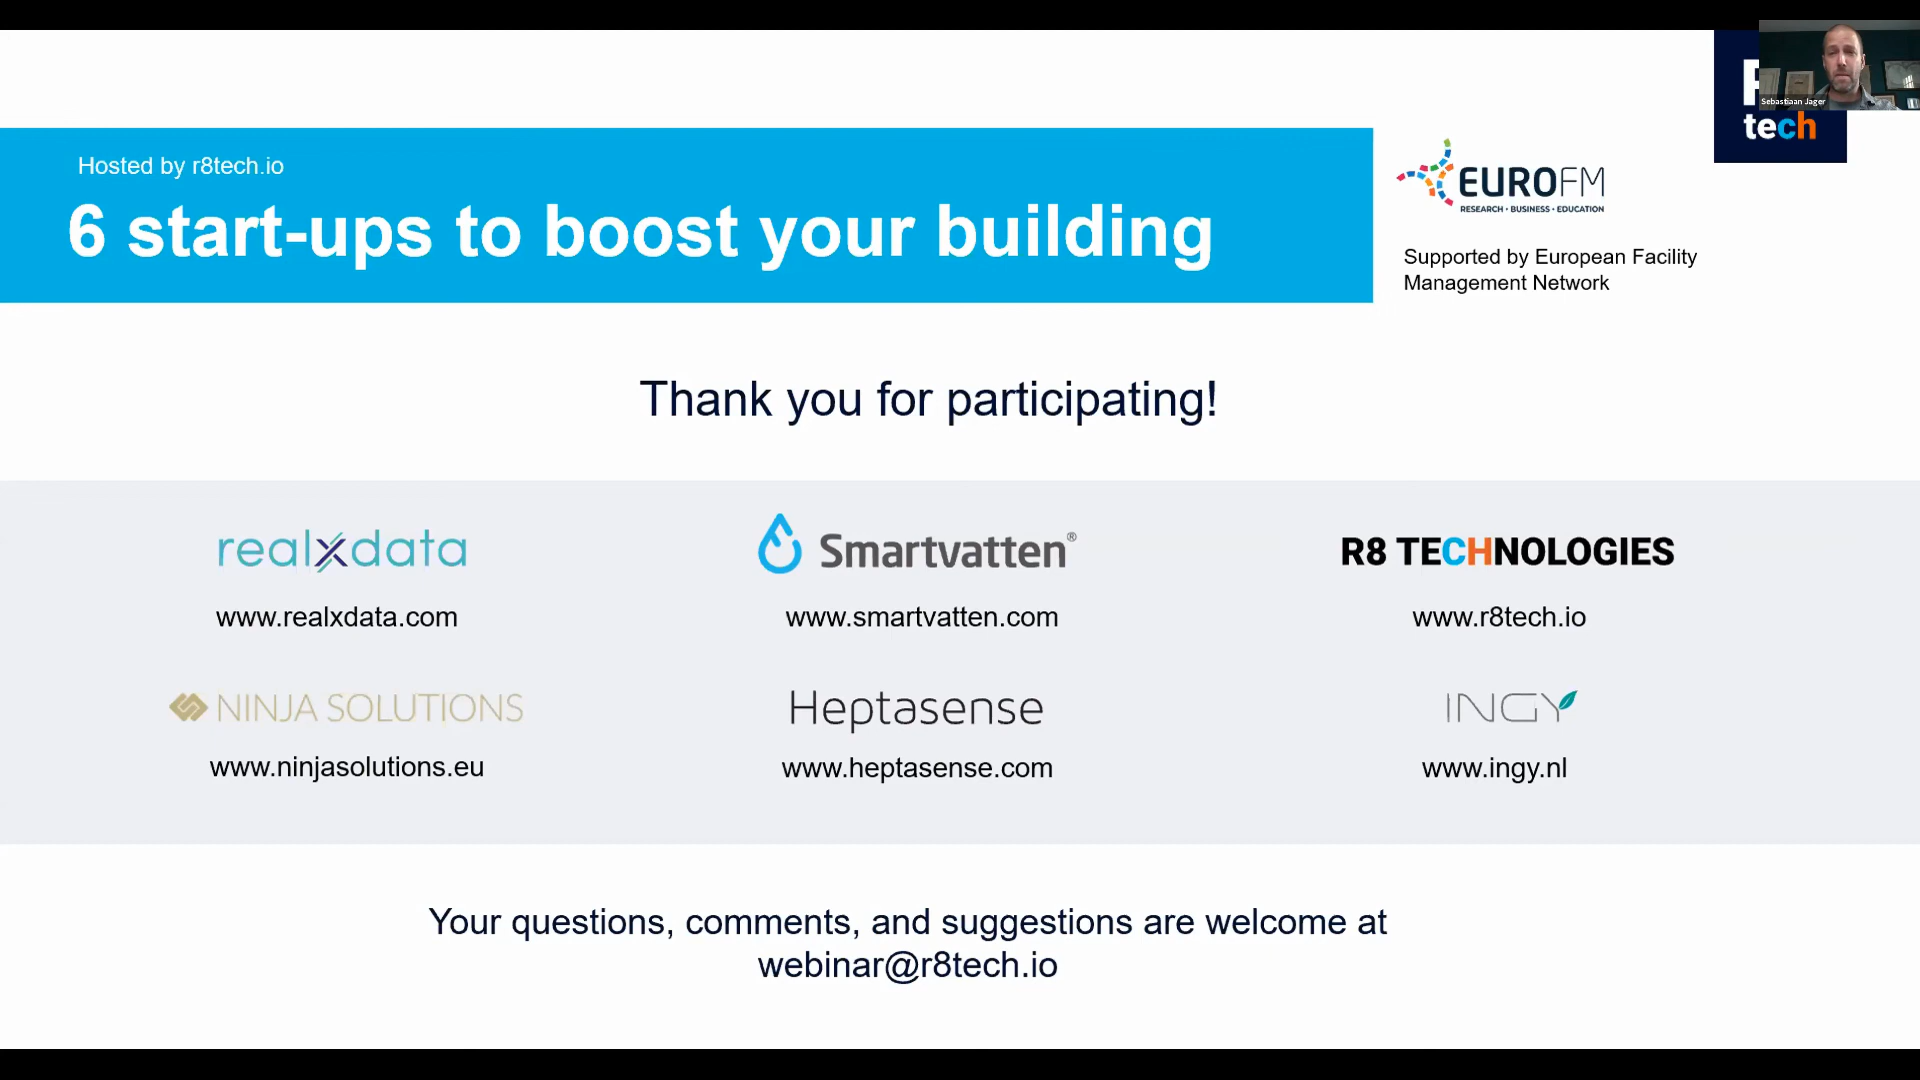 Sebastiaan Jager
tech
Hosted by r8tech.io
6 start-ups to boost your building
EUROFM
RESEARCH • BUSINESS • EDUCATION
Supported by European Facility
Management Network
Thank you for participating!
realxdata
Smartvatten®
R8 TECHNOLOGIES
www.realxdata.com
www.smartvatten.com
www.r8tech.io
NINJA SOLUTIONS
Heptasense
INGY
www.ninjasolutions.eu
www.heptasense.com
www.ingy.nl
Your questions, comments, and suggestions are welcome at
webinar@r8tech.io